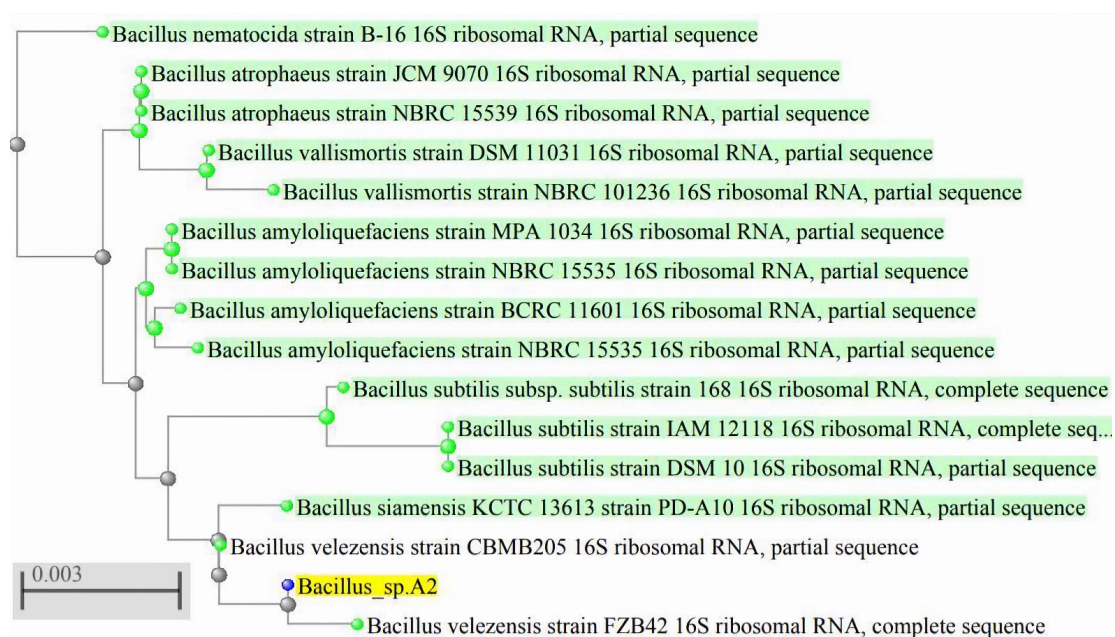 Bacillus nematocida strain B-16 16S ribosomal RNA, partial sequence
Bacillus atrophaeus strain JCM 9070 16S ribosomal RNA, partial sequence
Bacillus atrophaeus strain NBRC 15539 16S ribosomal RNA, partial sequence
Bacillus vallismortis strain DSM 11031 16S ribosomal RNA, partial sequence
Bacillus vallismortis strain NBRC 101236 16S ribosomal RNA, partial sequence
Bacillus amyloliquefaciens strain MPA 1034 16S ribosomal RNA, partial sequence
Bacillus amyloliquefaciens strain NBRC 15535 16S ribosomal RNA, partial sequence
Bacillus amyloliquefaciens strain BCRC 11601 16S ribosomal RNA, partial sequence
Bacillus amyloliquefaciens strain NBRC 15535 16S ribosomal RNA, partial sequence
Bacillus subtilis subsp. subtilis strain 168 16S ribosomal RNA, complete sequence
Bacillus subtilis strain IAM 12118 16S ribosomal RNA, complete seq...
Bacillus subtilis strain DSM 10 16S ribosomal RNA, partial sequence
Bacillus siamensis KCTC 13613 strain PD-A10 16S ribosomal RNA, partial sequence
Bacillus velezensis strain CBMB205 16S ribosomal RNA, partial sequence
0.003
Bacillus_sp.A2
Bacillus velezensis strain FZB42 16S ribosomal RNA, complete sequence